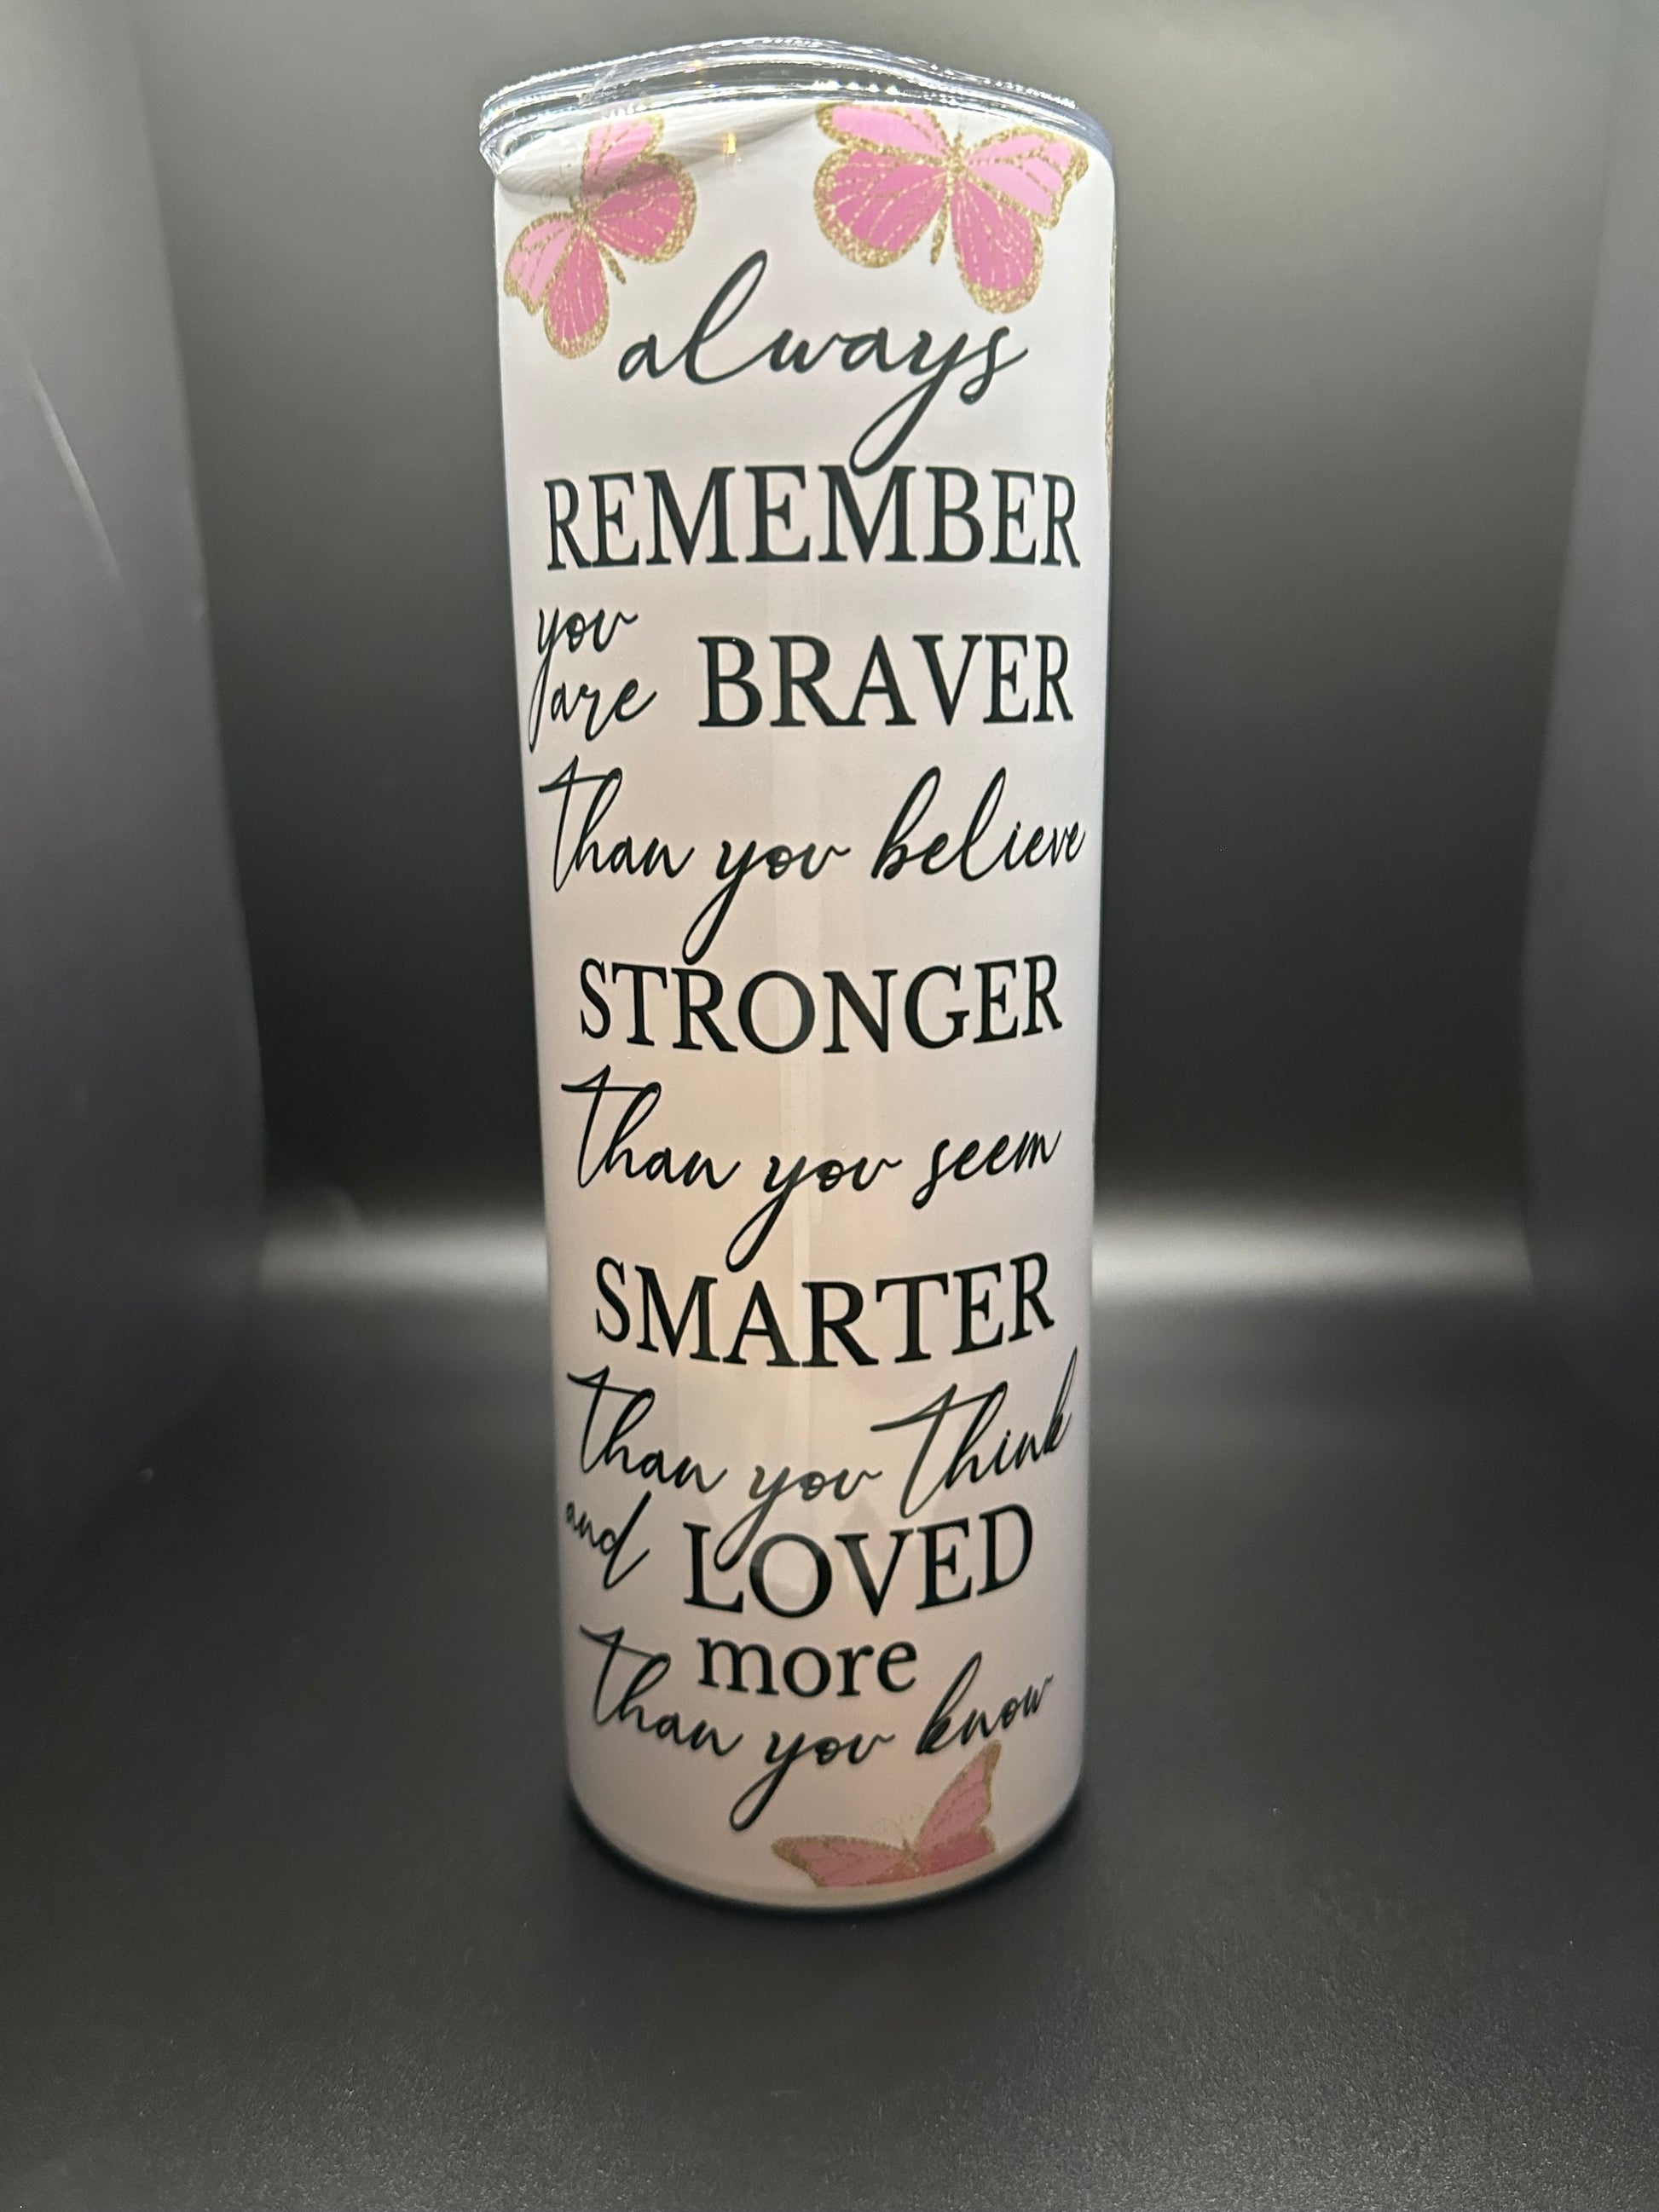 always
REMEMBER
you
are BRAVER
than you believe
STRONGER
than you seem
SMARTER
than you think
and LOVED
more
than you know